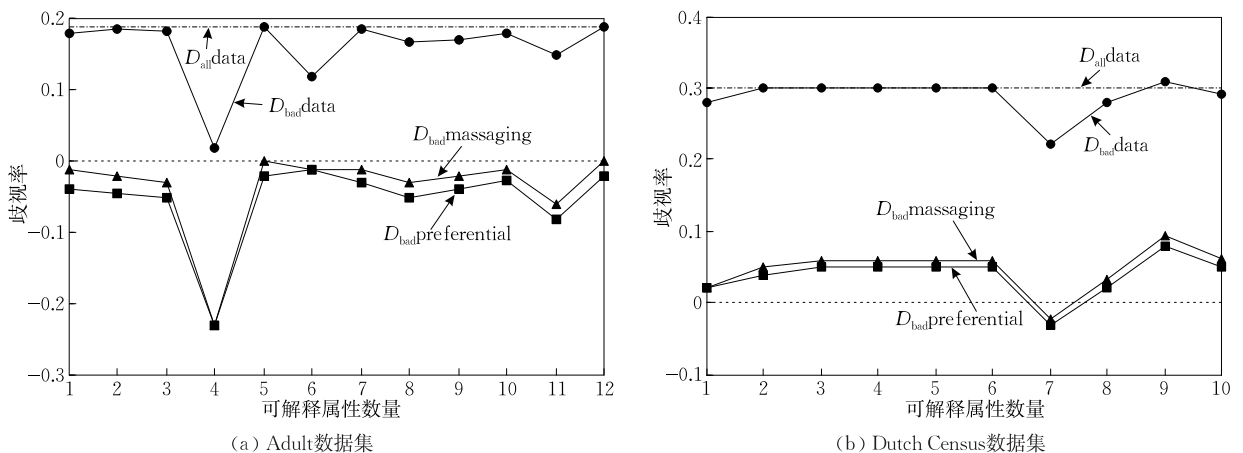 0.2
0.1
0
−0.1
−0.2
−0.3
歧视率
D_all data
D_bad data
D_bad massaging
D_bad preferential
1 2 3 4 5 6 7 8 9 10 11 12
可解释属性数量
(a) Adult数据集
0.4
0.3
0.2
0.1
0
−0.1
歧视率
D_all data
D_bad data
D_bad massaging
D_bad preferential
1 2 3 4 5 6 7 8 9 10
可解释属性数量
(b) Dutch Census数据集